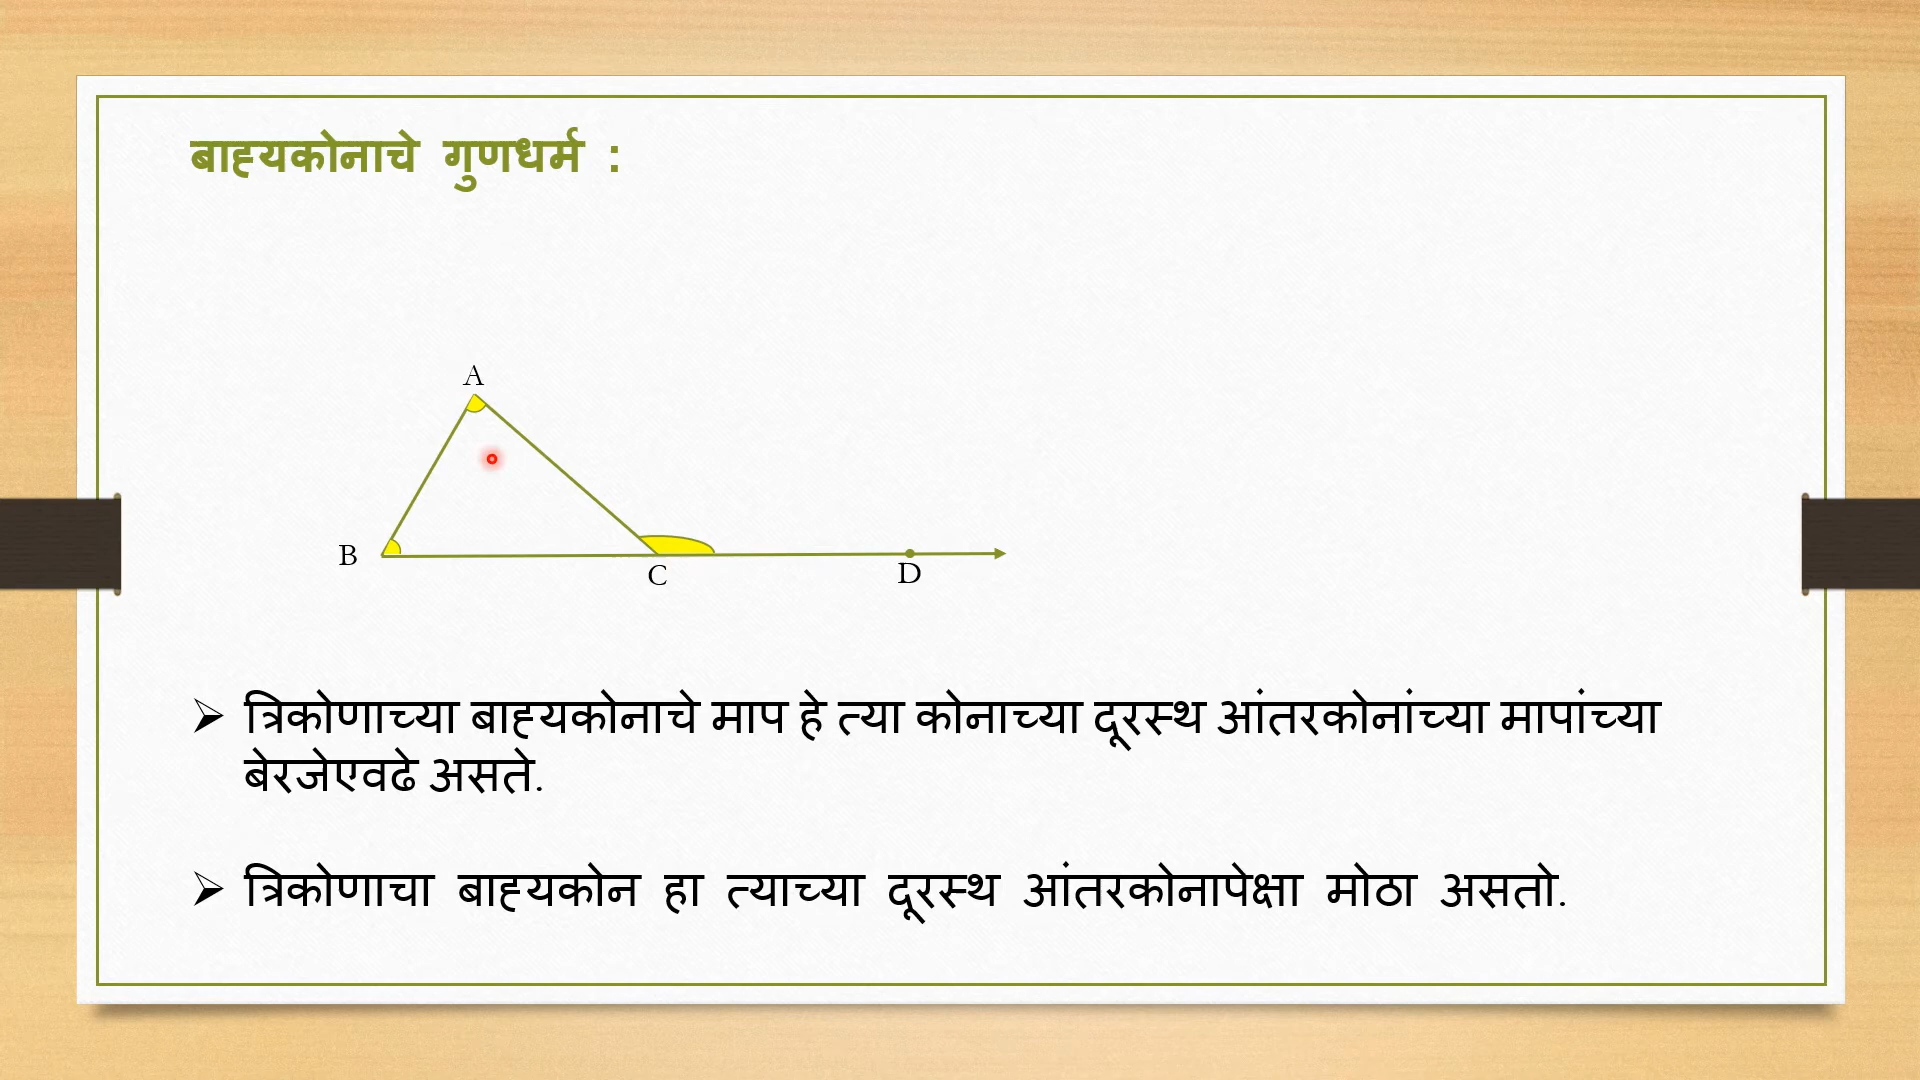 बाह्यकोनाचे गुणधर्म :
A
B
C
D
त्रिकोणाच्या बाह्यकोनाचे माप हे त्या कोनाच्या दूरस्थ आंतरकोनांच्या मापांच्या
बेरजेएवढे असते.
त्रिकोणाचा बाह्यकोन हा त्याच्या दूरस्थ आंतरकोनापेक्षा मोठा असतो.